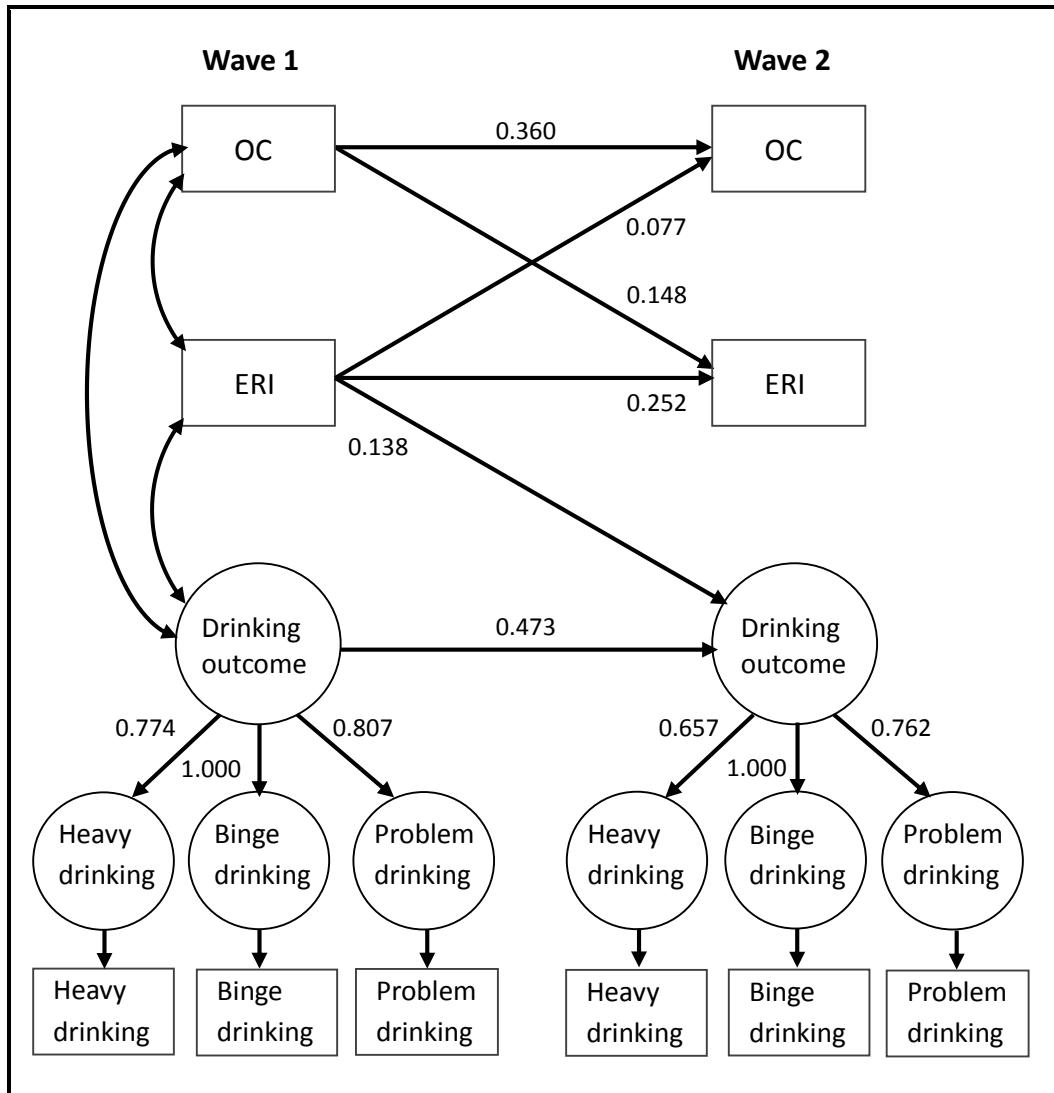 Wave 1
Wave 2
OC
0.360
OC
0.077
0.148
ERI
ERI
0.252
0.138
Drinking
outcome
0.473
Drinking
outcome
0.774
1.000
0.807
0.657
1.000
0.762
Heavy
drinking
Binge
drinking
Problem
drinking
Heavy
drinking
Binge
drinking
Problem
drinking
Heavy
drinking
Binge
drinking
Problem
drinking
Heavy
drinking
Binge
drinking
Problem
drinking